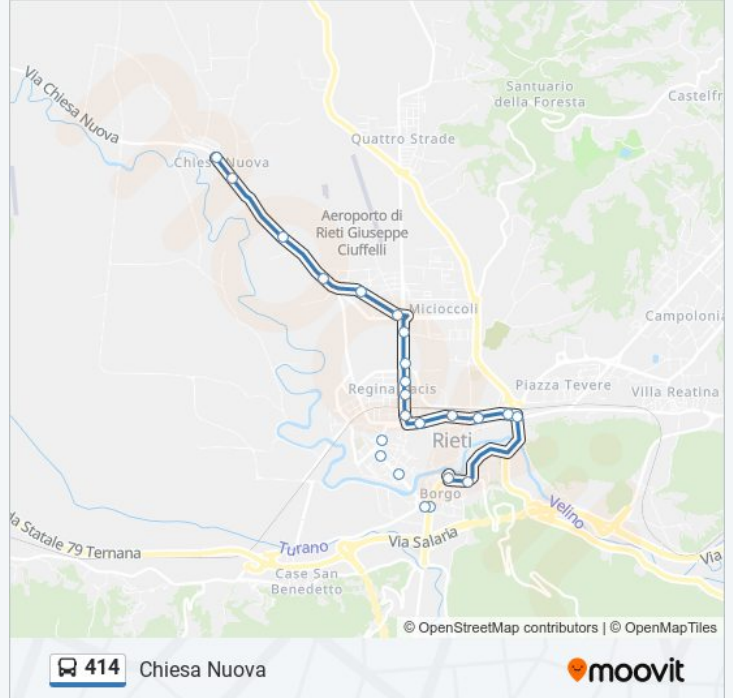 Via Chiesa Nuova
Santuario
della Foresta
Castelfr
Quattro Strade
Chiesa Nuova
Aeroporto di
Rieti Giuseppe
Ciuffelli
Micioccoli
Campolonia
Regina Pacis
Piazza Tevere
Villa Reatina
Rieti
Borgo
Velino
da Statale 79 Ternana
Turano
Via Salaria
Via
Case San
Benedetto
© OpenStreetMap contributors | © OpenMapTiles
414 Chiesa Nuova
moovit